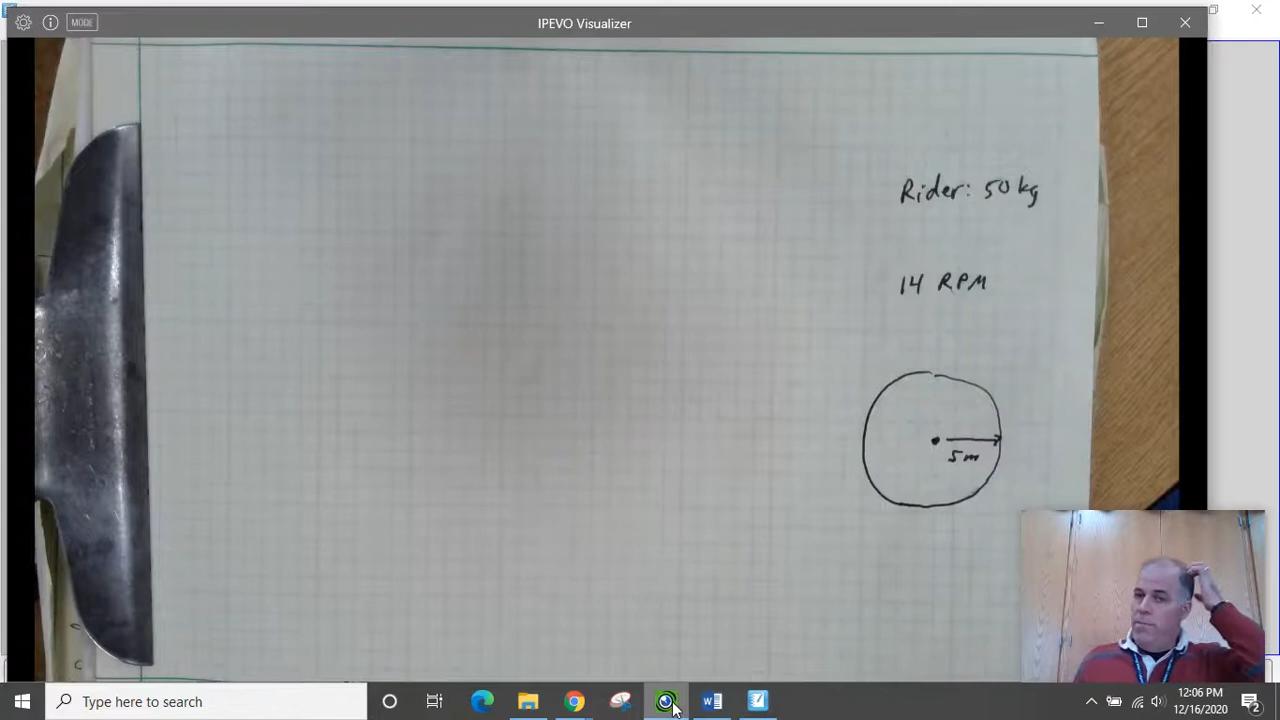 MODE
IPEVO Visualizer
Rider: 50 kg
14 RPM
5 m
Type here to search
12:06 PM
12/16/2020
2